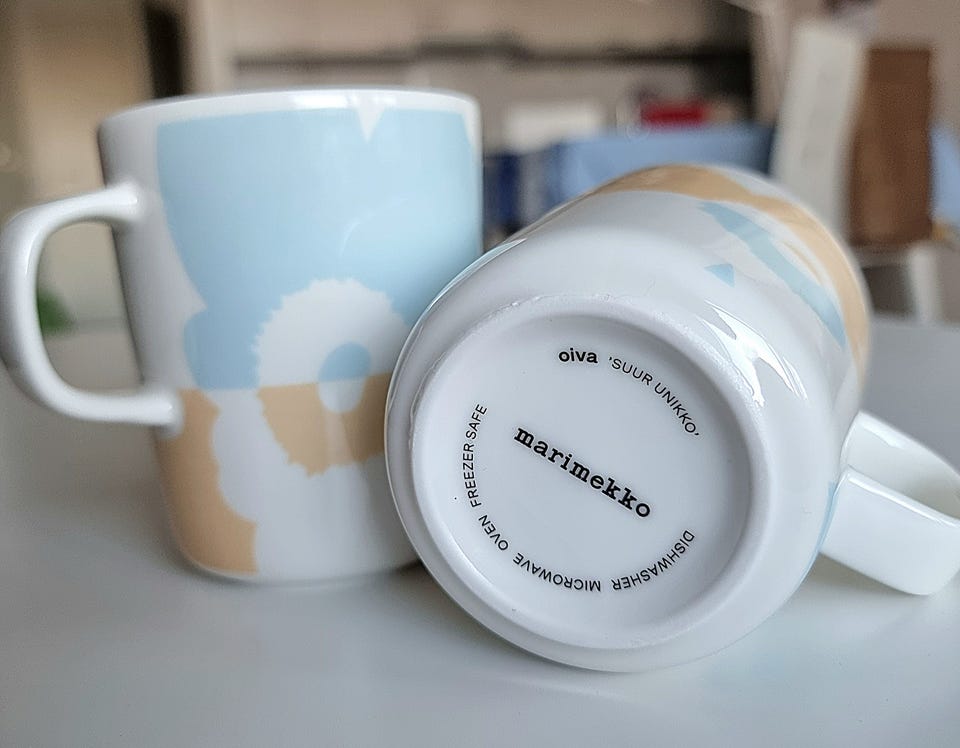 oiva 'SUUR UNIKKO'
marimekko
DISHWASHER MICROWAVE OVEN FREEZER SAFE